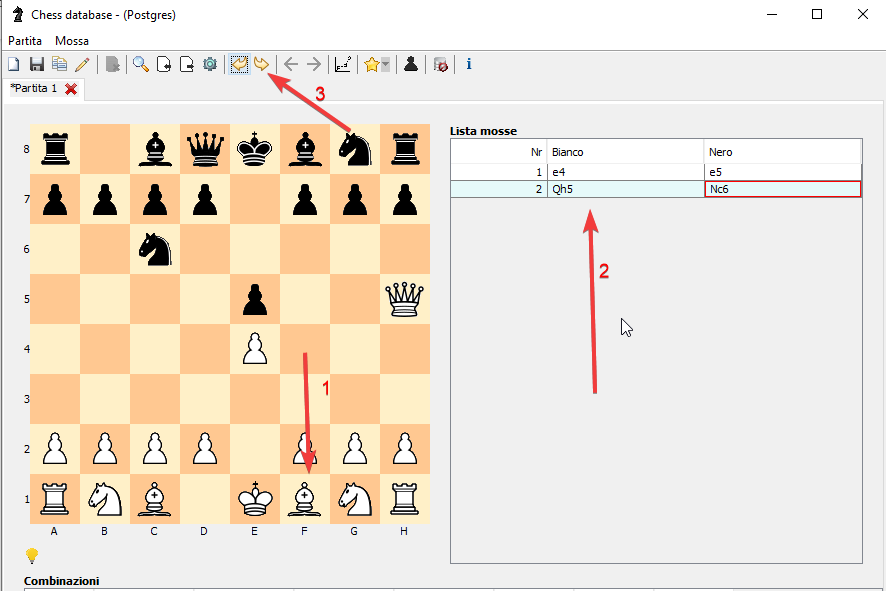 Chess database - (Postgres)
Partita Mossa
*Partita 1
3
Lista mosse
Nr Bianco Nero
1 e4 e5
2 Qh5 Nc6
8
7
6
5
4
3
2
1
1
2
A B C D E F G H
Combinazioni